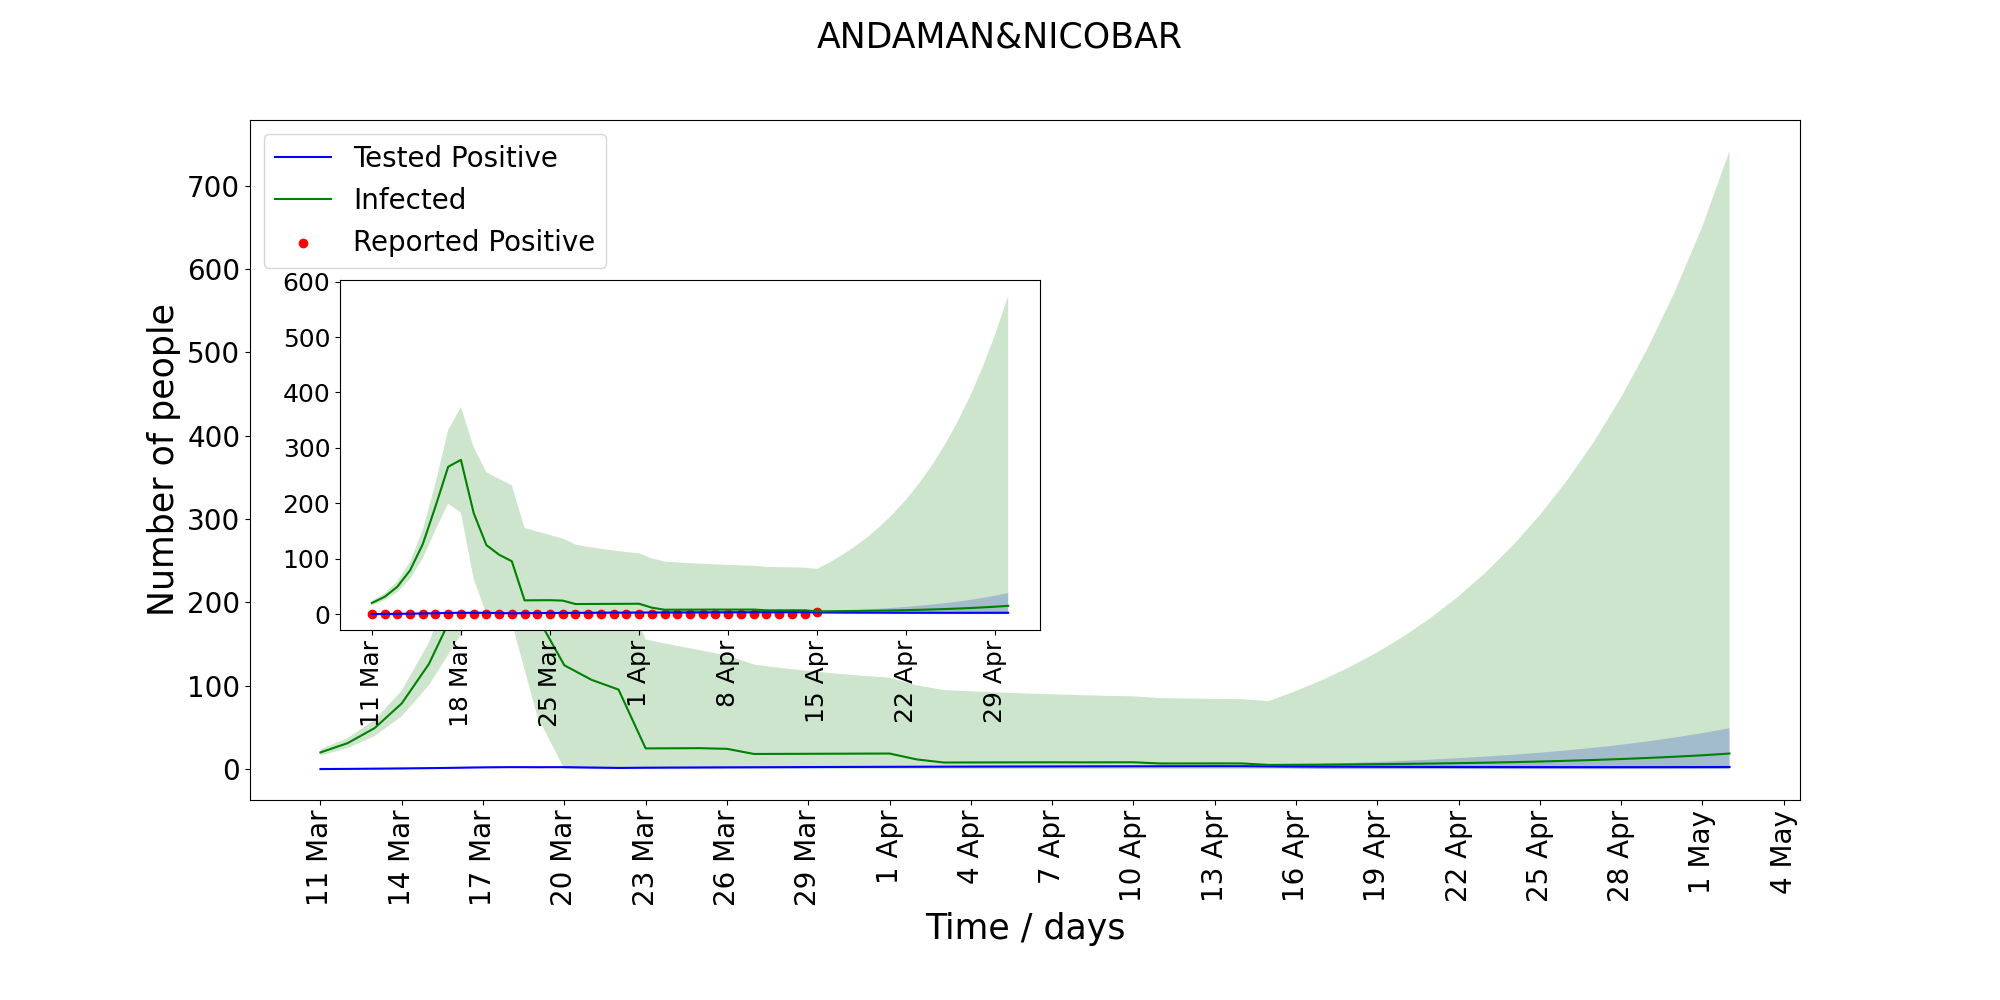 ANDAMAN&NICOBAR
Tested Positive
Infected
Reported Positive
Number of people
700
600
500
400
300
200
100
0
600
500
400
300
200
100
0
11 Mar
18 Mar
25 Mar
1 Apr
8 Apr
15 Apr
22 Apr
29 Apr
11 Mar
14 Mar
17 Mar
20 Mar
23 Mar
26 Mar
29 Mar
1 Apr
4 Apr
7 Apr
10 Apr
13 Apr
16 Apr
19 Apr
22 Apr
25 Apr
28 Apr
1 May
4 May
Time / days